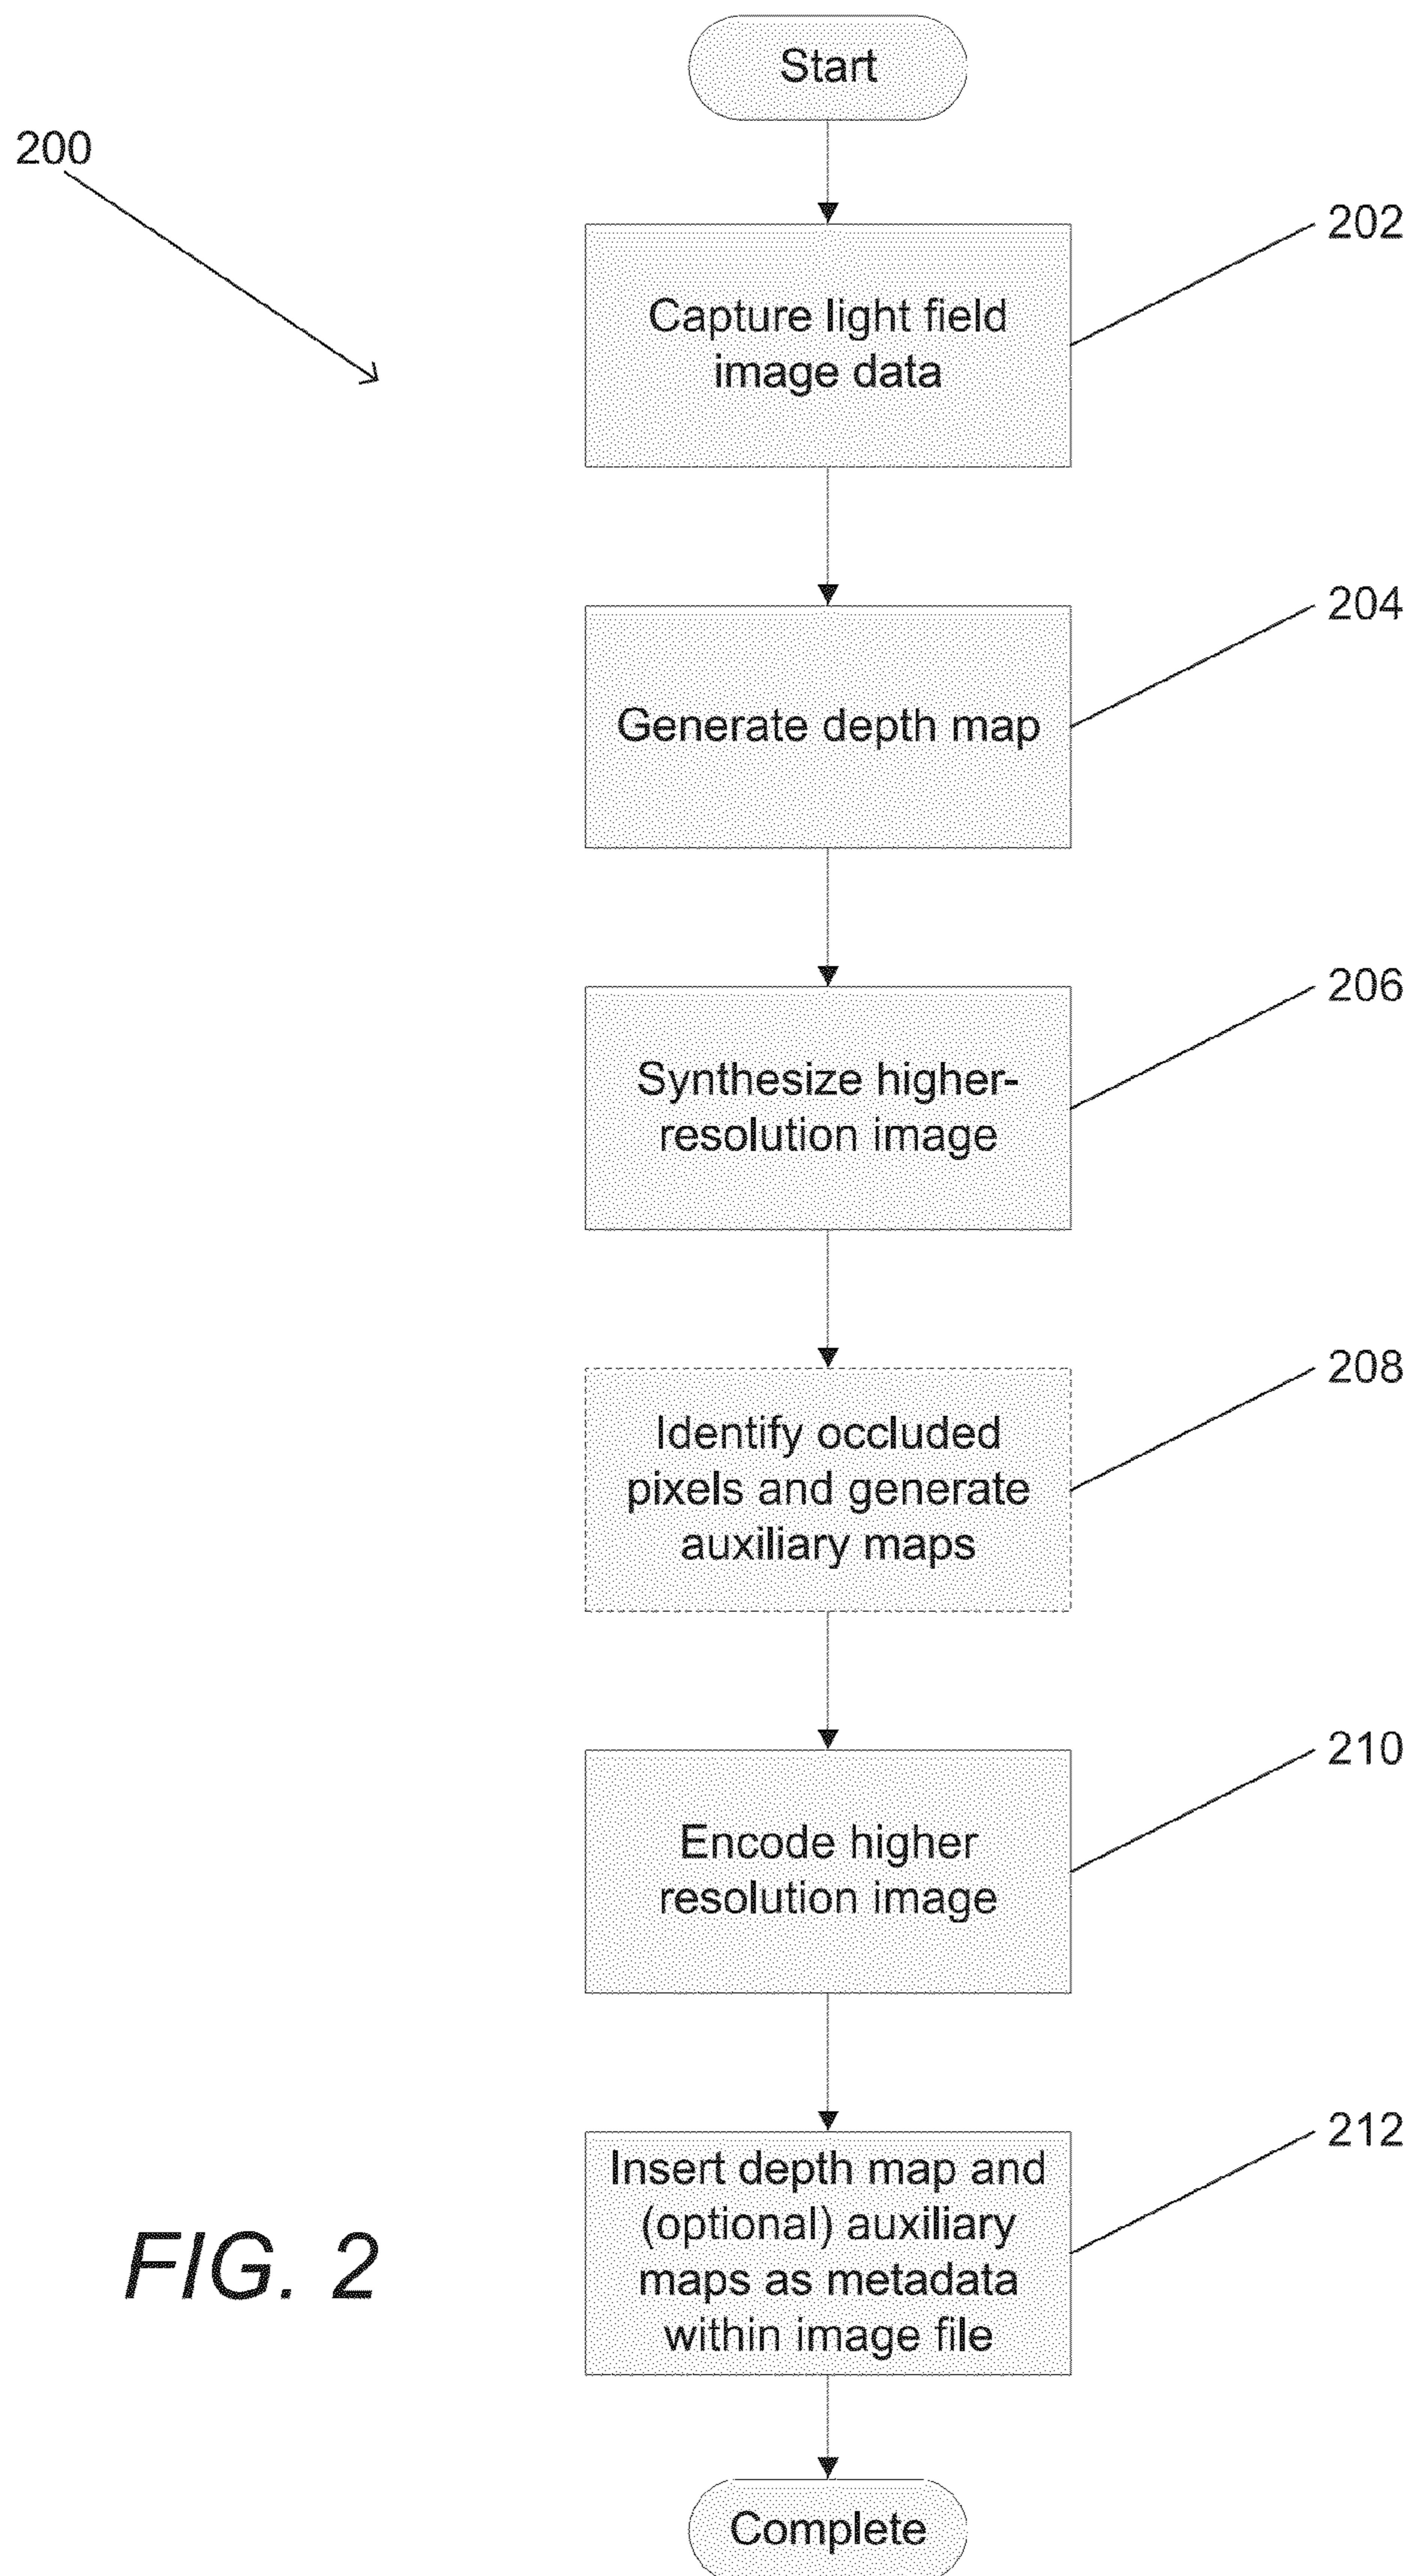 Start
200
202
Capture light field
image data
204
Generate depth map
206
Synthesize higher-
resolution image
208
Identify occluded
pixels and generate
auxiliary maps
210
Encode higher
resolution image
212
Insert depth map and
(optional) auxiliary
maps as metadata
within image file
FIG. 2
Complete